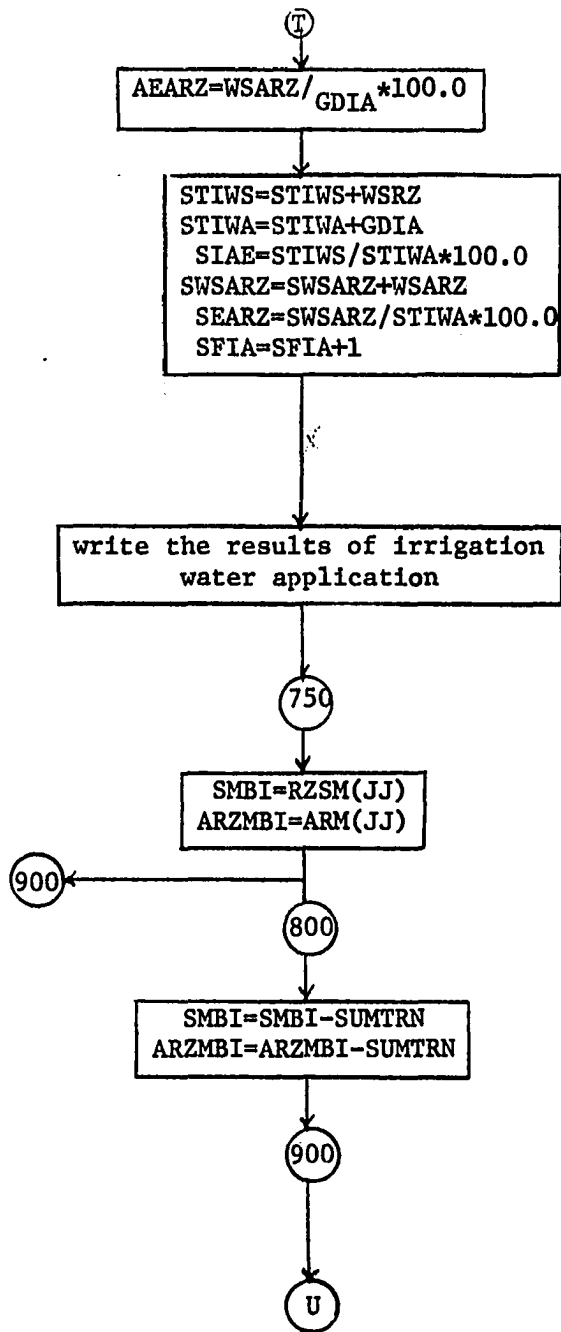 T
AEARZ=WSARZ/GDIA*100.0
STIWS=STIWS+WSRZ
STIWA=STIWA+GDIA
SIAE=STIWS/STIWA*100.0
SWSARZ=SWSARZ+WSARZ
SEARZ=SWSARZ/STIWA*100.0
SFIA=SFIA+1
write the results of irrigation
water application
750
SMBI=RZSM(JJ)
ARZMBI=ARM(JJ)
900
800
SMBI=SMBI-SUMTRN
ARZMBI=ARZMBI-SUMTRN
900
U